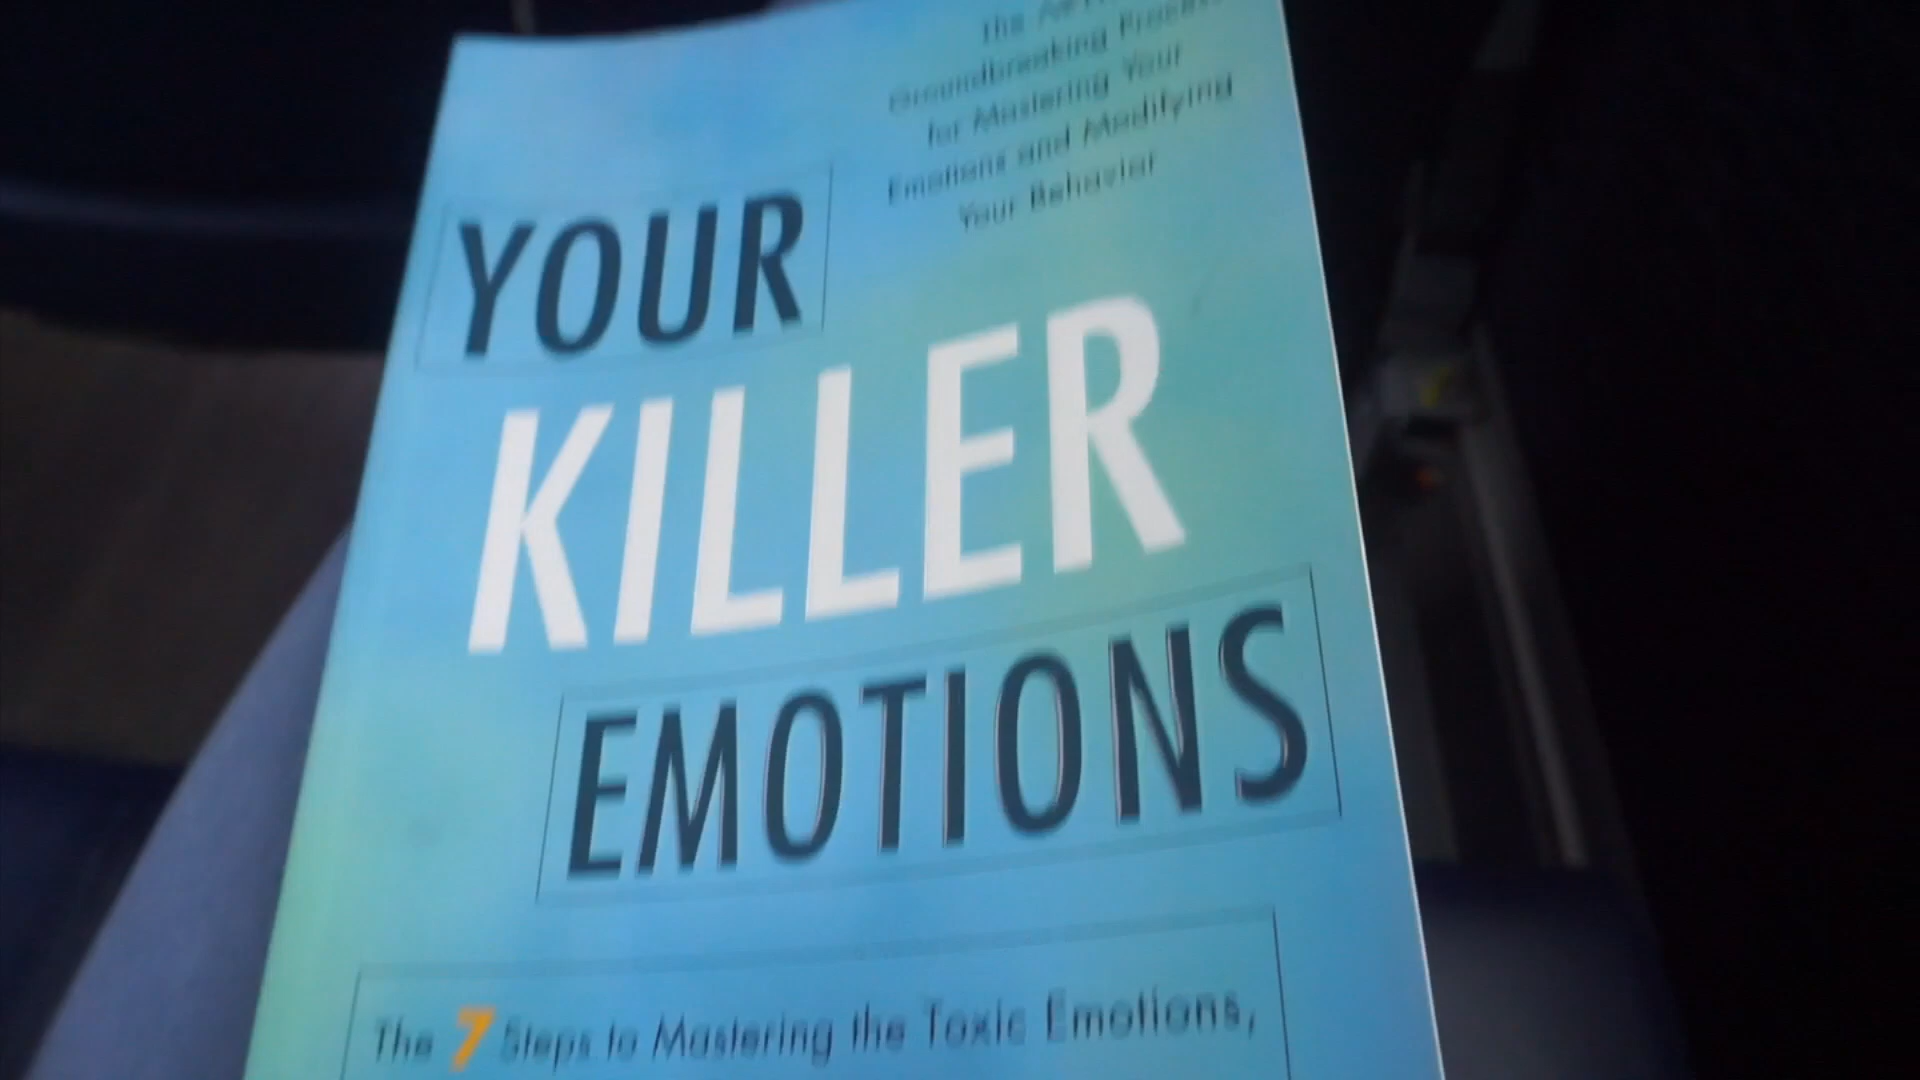 the
Groundbreaking Process
for Mastering Your
Emotions and Modifying
Your Behavior
YOUR
KILLER
EMOTIONS
The 7 Steps to Mastering the Toxic Emotions,